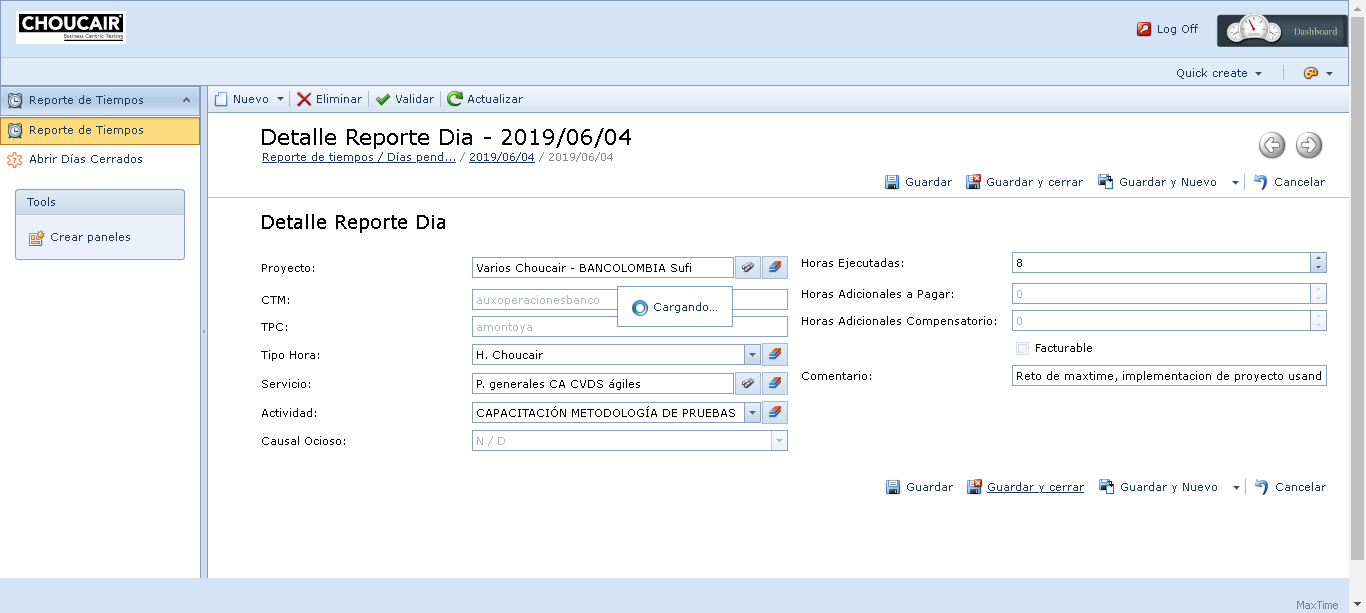 CHOUCAIR
Business Centric Testing
Log Off
Dashboard
Quick create
Reporte de Tiempos
Reporte de Tiempos
Abrir Días Cerrados
Tools
Crear paneles
Nuevo Eliminar Validar Actualizar
Detalle Reporte Dia - 2019/06/04
Reporte de tiempos / Días pend... / 2019/06/04 / 2019/06/04
Guardar Guardar y cerrar Guardar y Nuevo Cancelar
Detalle Reporte Dia
Proyecto: Varios Choucair - BANCOLOMBIA Sufi
CTM: auxoperacionesbanco
TPC: amontoya
Tipo Hora: H. Choucair
Servicio: P. generales CA CVDS ágiles
Actividad: CAPACITACIÓN METODOLOGÍA DE PRUEBAS
Causal Ocioso: N / D
Cargando...
Horas Ejecutadas: 8
Horas Adicionales a Pagar: 0
Horas Adicionales Compensatorio: 0
Facturable
Comentario: Reto de maxtime, implementacion de proyecto usand
Guardar Guardar y cerrar Guardar y Nuevo Cancelar
MaxTime